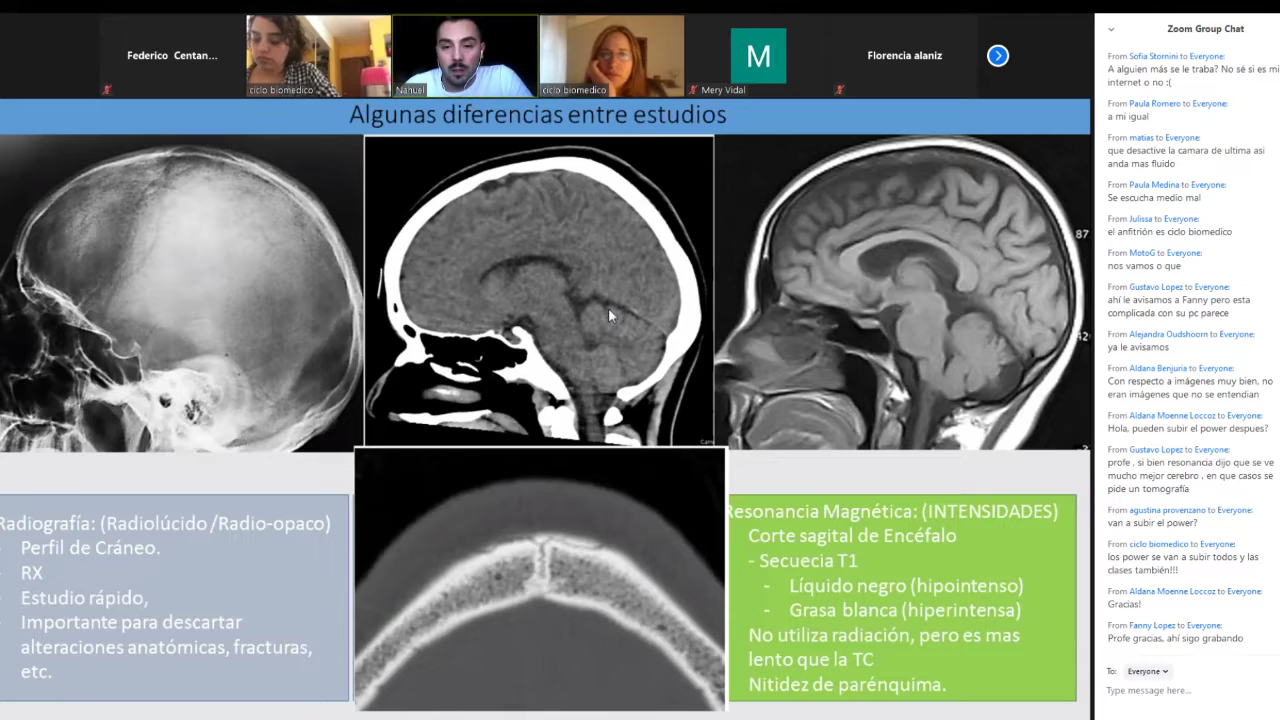 Federico Centan...
ciclo biomedico
Nanuel
ciclo biomedico
M
Mery Vidal
Florencia alaniz
Algunas diferencias entre estudios
87
42
Radiografía: (Radiolúcido /Radio-opaco)
Perfil de Cráneo.
RX
Estudio rápido,
Importante para descartar
alteraciones anatómicas, fracturas,
etc.
Resonancia Magnética: (INTENSIDADES)
Corte sagital de Encéfalo
- Secuecia T1
- Líquido negro (hipointenso)
- Grasa blanca (hiperintensa)
No utiliza radiación, pero es mas
lento que la TC
Nitidez de parénquima.
Zoom Group Chat
From Sofia Stornini to Everyone:
A alguien más se le traba? No sé si es mi
internet o no :(
From Paula Romero to Everyone:
a mi igual
From matias to Everyone:
que desactive la camara de ultima asi
anda mas fluido
From Paula Medina to Everyone:
Se escucha medio mal
From Julissa to Everyone:
el anfitrión es ciclo biomedico
From MotoG to Everyone:
nos vamos o que
From Gustavo Lopez to Everyone:
ahí le avisamos a Fanny pero esta
complicada con su pc parece
From Alejandra Oudshoorn to Everyone:
ya le avisamos
From Aldana Benjuria to Everyone:
Con respecto a imágenes muy bien, no
eran imágenes que no se entendian
From Aldana Moenne Loccoz to Everyone:
Hola, pueden subir el power despues?
From Gustavo Lopez to Everyone:
profe , si bien resonancia dijo que se ve
mucho mejor cerebro , en que casos se
pide un tomografía
From agustina provenzano to Everyone:
van a subir el power?
From ciclo biomedico to Everyone:
los power se van a subir todos y las
clases también!!!
From Aldana Moenne Loccoz to Everyone:
Gracias!
From Fanny Lopez to Everyone:
Profe gracias, ahí sigo grabando
To: Everyone
Type message here...